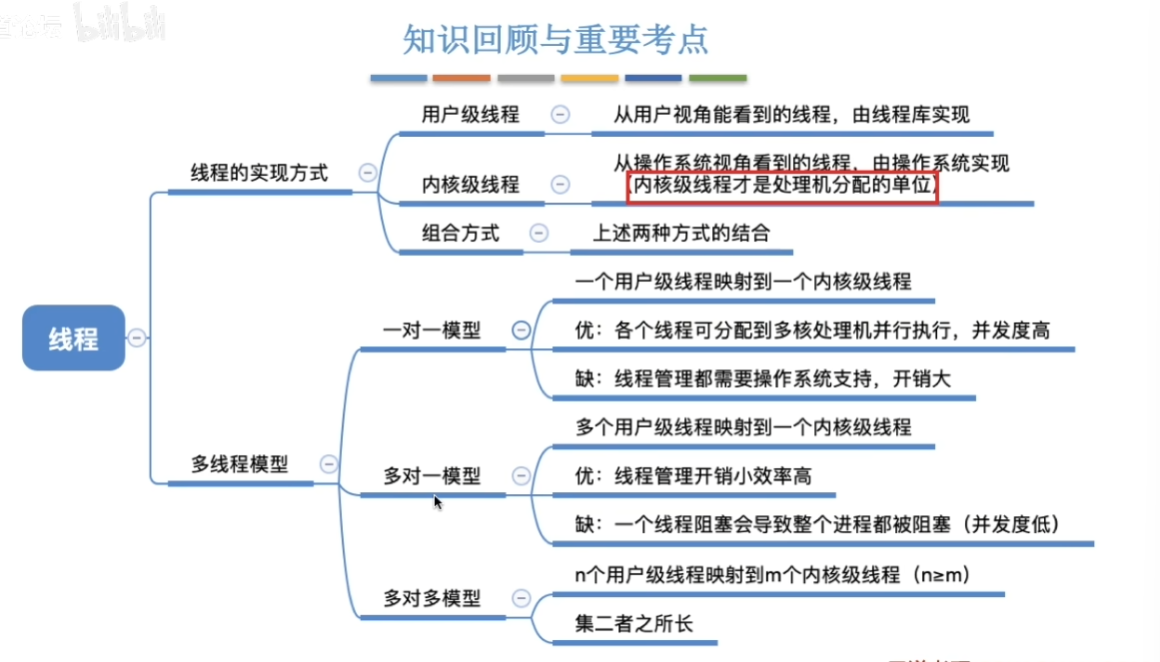 bilibili
知识回顾与重要考点
用户级线程
从用户视角能看到的线程，由线程库实现
线程的实现方式
从操作系统视角看到的线程，由操作系统实现
内核级线程
（内核级线程才是处理机分配的单位）
组合方式
上述两种方式的结合
线程
一个用户级线程映射到一个内核级线程
一对一模型
优：各个线程可分配到多核处理机并行执行，并发度高
缺：线程管理都需要操作系统支持，开销大
多线程模型
多个用户级线程映射到一个内核级线程
多对一模型
优：线程管理开销小效率高
缺：一个线程阻塞会导致整个进程都被阻塞（并发度低）
多对多模型
n个用户级线程映射到m个内核级线程（n≥m）
集二者之所长